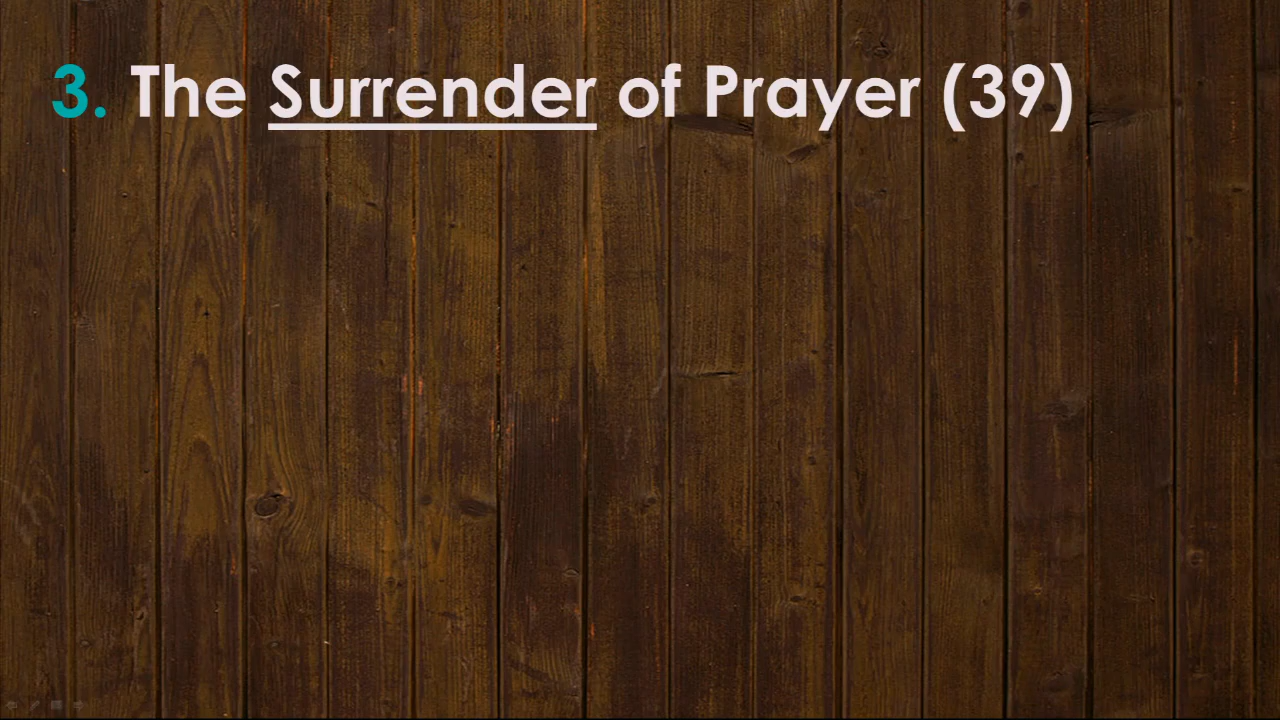 3. The Surrender of Prayer (39)